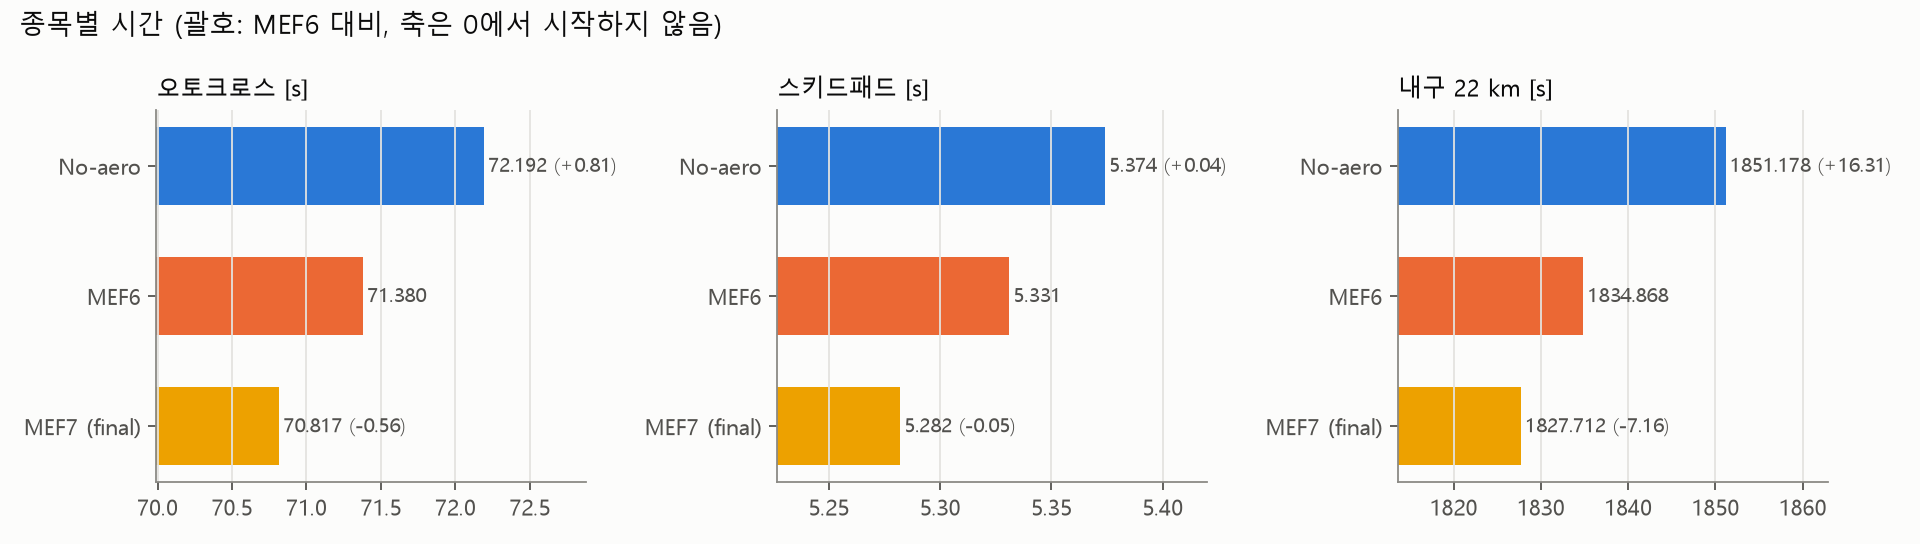 종목별 시간 (괄호: MEF6 대비, 축은 0에서 시작하지 않음)
오토크로스 [s]
No-aero
72.192 (+0.81)
MEF6
71.380
MEF7 (final)
70.817 (-0.56)
70.0 70.5 71.0 71.5 72.0 72.5
스키드패드 [s]
No-aero
5.374 (+0.04)
MEF6
5.331
MEF7 (final)
5.282 (-0.05)
5.25 5.30 5.35 5.40
내구 22 km [s]
No-aero
1851.178 (+16.31)
MEF6
1834.868
MEF7 (final)
1827.712 (-7.16)
1820 1830 1840 1850 1860